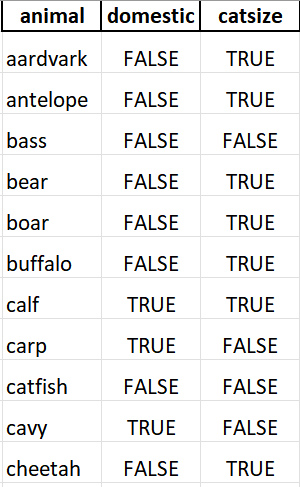 animal domestic catsize
aardvark FALSE TRUE
antelope FALSE TRUE
bass FALSE FALSE
bear FALSE TRUE
boar FALSE TRUE
buffalo FALSE TRUE
calf TRUE TRUE
carp TRUE FALSE
catfish FALSE FALSE
cavy TRUE FALSE
cheetah FALSE TRUE